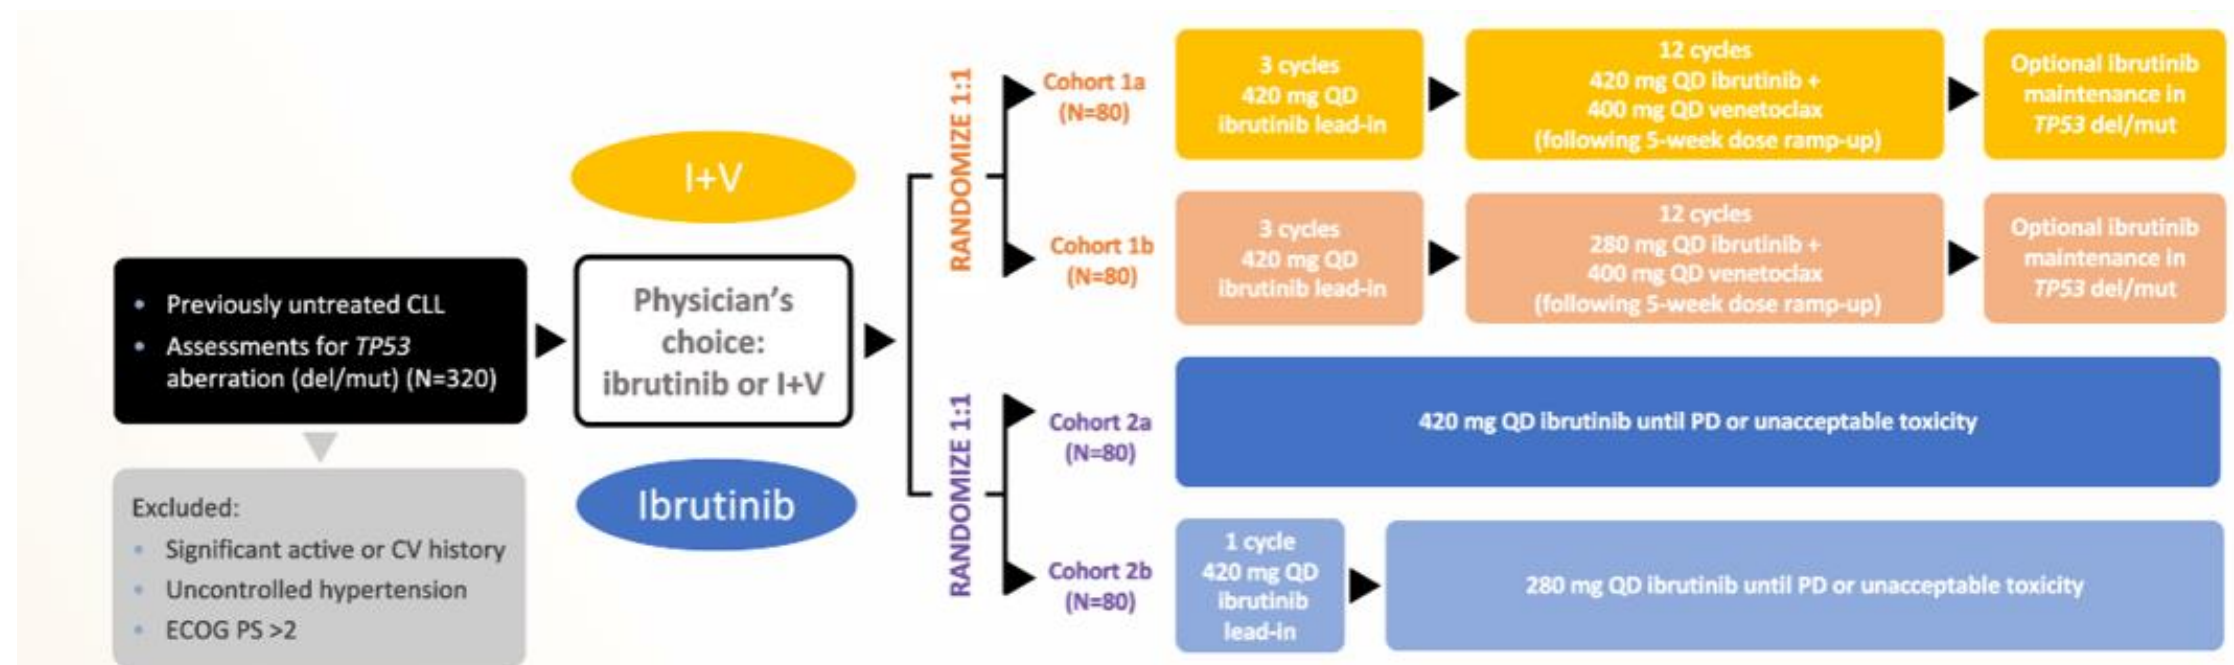 • Previously untreated CLL
• Assessments for TP53
aberration (del/mut) (N=320)
Excluded:
• Significant active or CV history
• Uncontrolled hypertension
• ECOG PS >2
I+V
Physician's
choice:
ibrutinib or I+V
Ibrutinib
RANDOMIZE 1:1
Cohort 1a
(N=80)
3 cycles
420 mg QD
ibrutinib lead-in
12 cycles
420 mg QD ibrutinib +
400 mg QD venetoclax
(following 5-week dose ramp-up)
Optional ibrutinib
maintenance in
TP53 del/mut
Cohort 1b
(N=80)
3 cycles
420 mg QD
ibrutinib lead-in
12 cycles
280 mg QD ibrutinib +
400 mg QD venetoclax
(following 5-week dose ramp-up)
Optional ibrutinib
maintenance in
TP53 del/mut
RANDOMIZE 1:1
Cohort 2a
(N=80)
420 mg QD ibrutinib until PD or unacceptable toxicity
Cohort 2b
(N=80)
1 cycle
420 mg QD
ibrutinib
lead-in
280 mg QD ibrutinib until PD or unacceptable toxicity